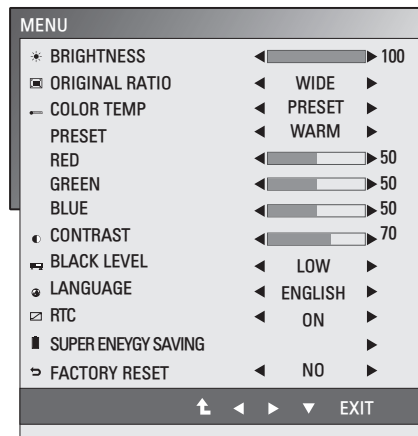 MENU
BRIGHTNESS 100
ORIGINAL RATIO WIDE
COLOR TEMP PRESET
PRESET WARM
RED 50
GREEN 50
BLUE 50
CONTRAST 70
BLACK LEVEL LOW
LANGUAGE ENGLISH
RTC ON
SUPER ENEYGY SAVING
FACTORY RESET NO
EXIT